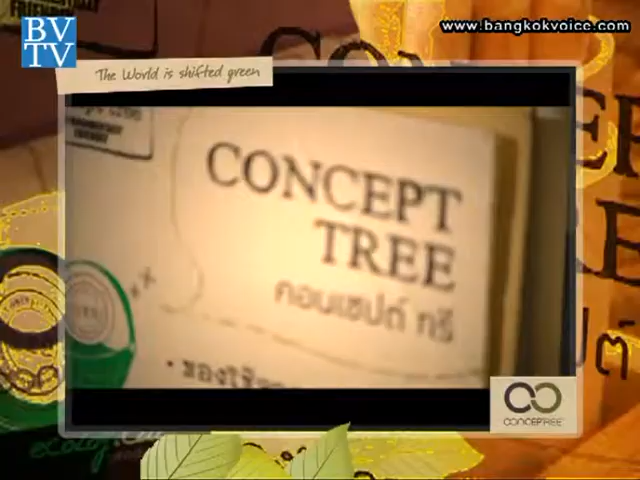 BV
TV
www.bangkokvoice.com
The World is shifted green
CONCEPT
TREE
คอนเซปต์ ทรี
CONCEPTREE